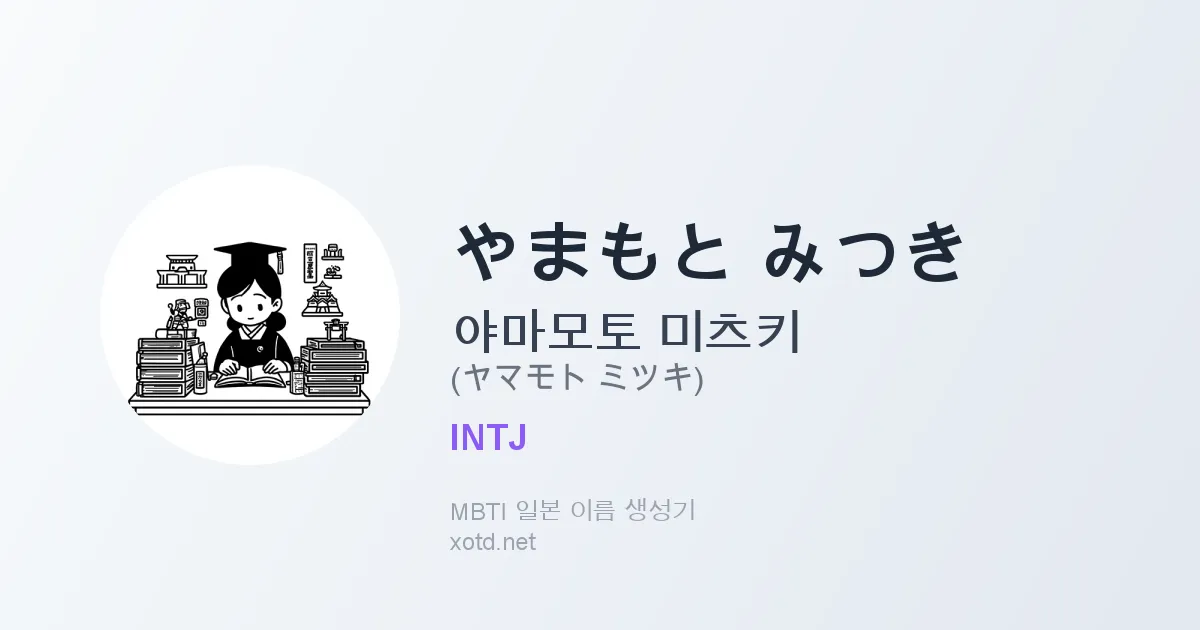 やまもと みつき
야마모토 미츠키
(ヤマモト ミツキ)
INTJ
MBTI 일본 이름 생성기
xotd.net